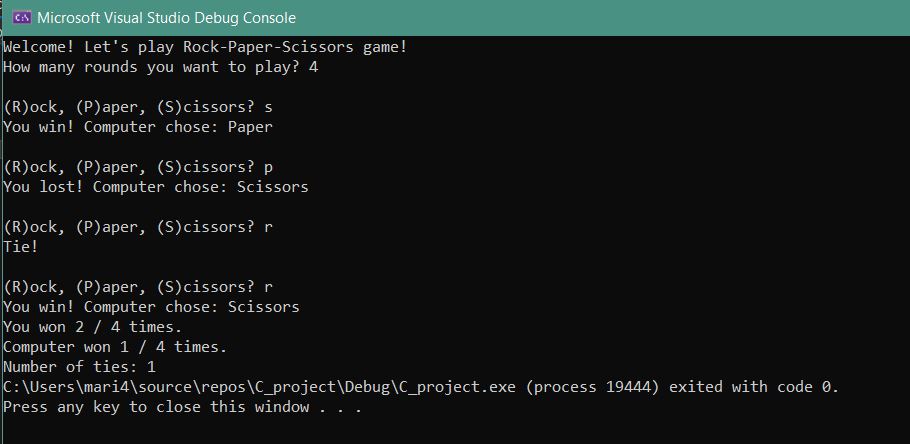 Microsoft Visual Studio Debug Console
Welcome! Let's play Rock-Paper-Scissors game!
How many rounds you want to play? 4
(R)ock, (P)aper, (S)cissors? s
You win! Computer chose: Paper
(R)ock, (P)aper, (S)cissors? p
You lost! Computer chose: Scissors
(R)ock, (P)aper, (S)cissors? r
Tie!
(R)ock, (P)aper, (S)cissors? r
You win! Computer chose: Scissors
You won 2 / 4 times.
Computer won 1 / 4 times.
Number of ties: 1
C:\Users\mari4\source\repos\C_project\Debug\C_project.exe (process 19444) exited with code 0.
Press any key to close this window . . .